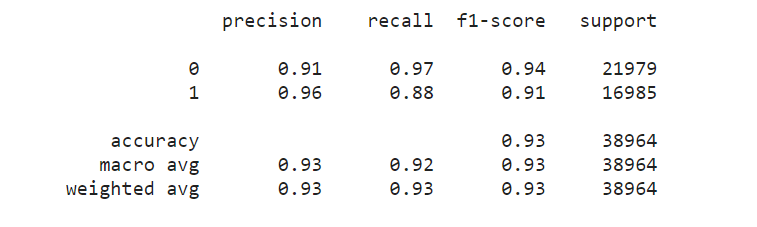 precision recall f1-score support
0 0.91 0.97 0.94 21979
1 0.96 0.88 0.91 16985
accuracy 0.93 38964
macro avg 0.93 0.92 0.93 38964
weighted avg 0.93 0.93 0.93 38964